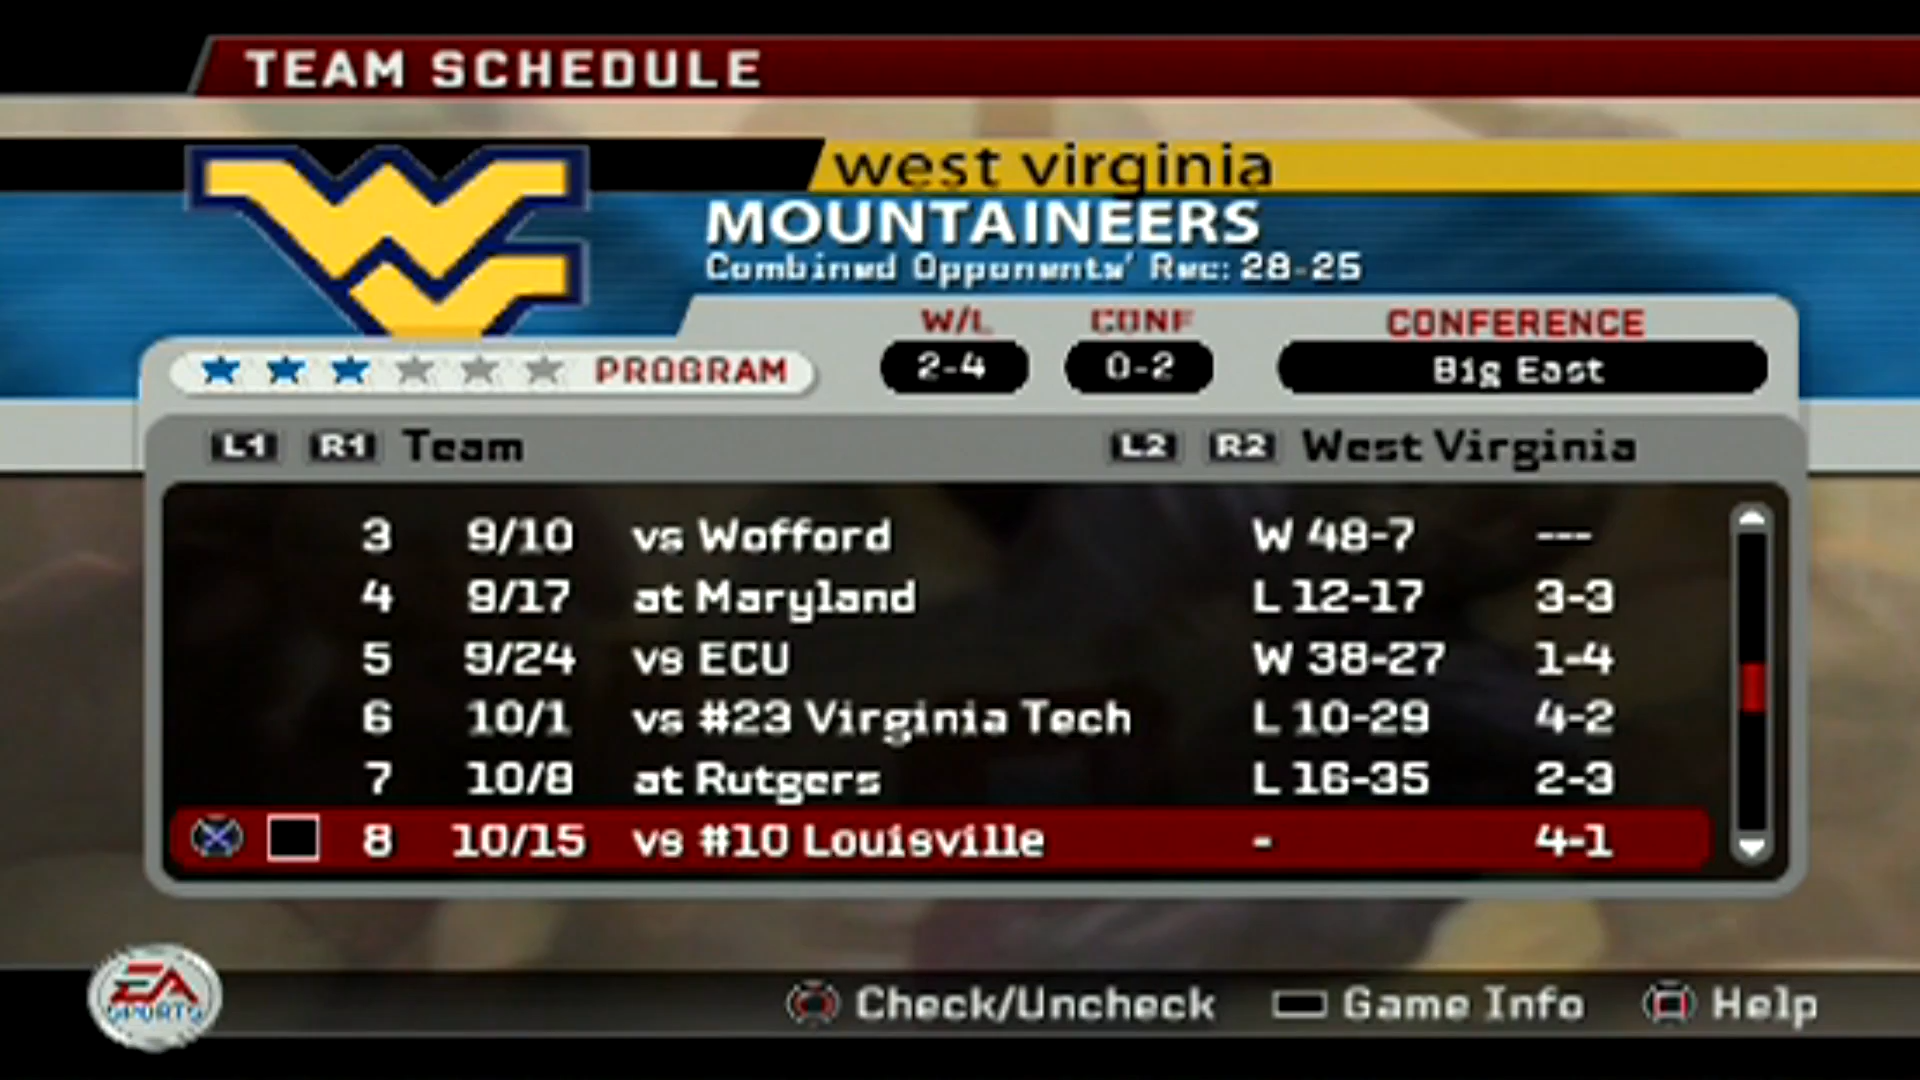 TEAM SCHEDULE
west virginia
MOUNTAINEERS
Combined Opponents' Rec: 28-25
W/L CONF CONFERENCE
PROGRAM 2-4 0-2 Big East
L1 R1 Team L2 R2 West Virginia
3 9/10 vs Wofford W 48-7 ---
4 9/17 at Maryland L 12-17 3-3
5 9/24 vs ECU W 38-27 1-4
6 10/1 vs #23 Virginia Tech L 10-29 4-2
7 10/8 at Rutgers L 16-35 2-3
8 10/15 vs #10 Louisville - 4-1
EA SPORTS Check/Uncheck Game Info Help